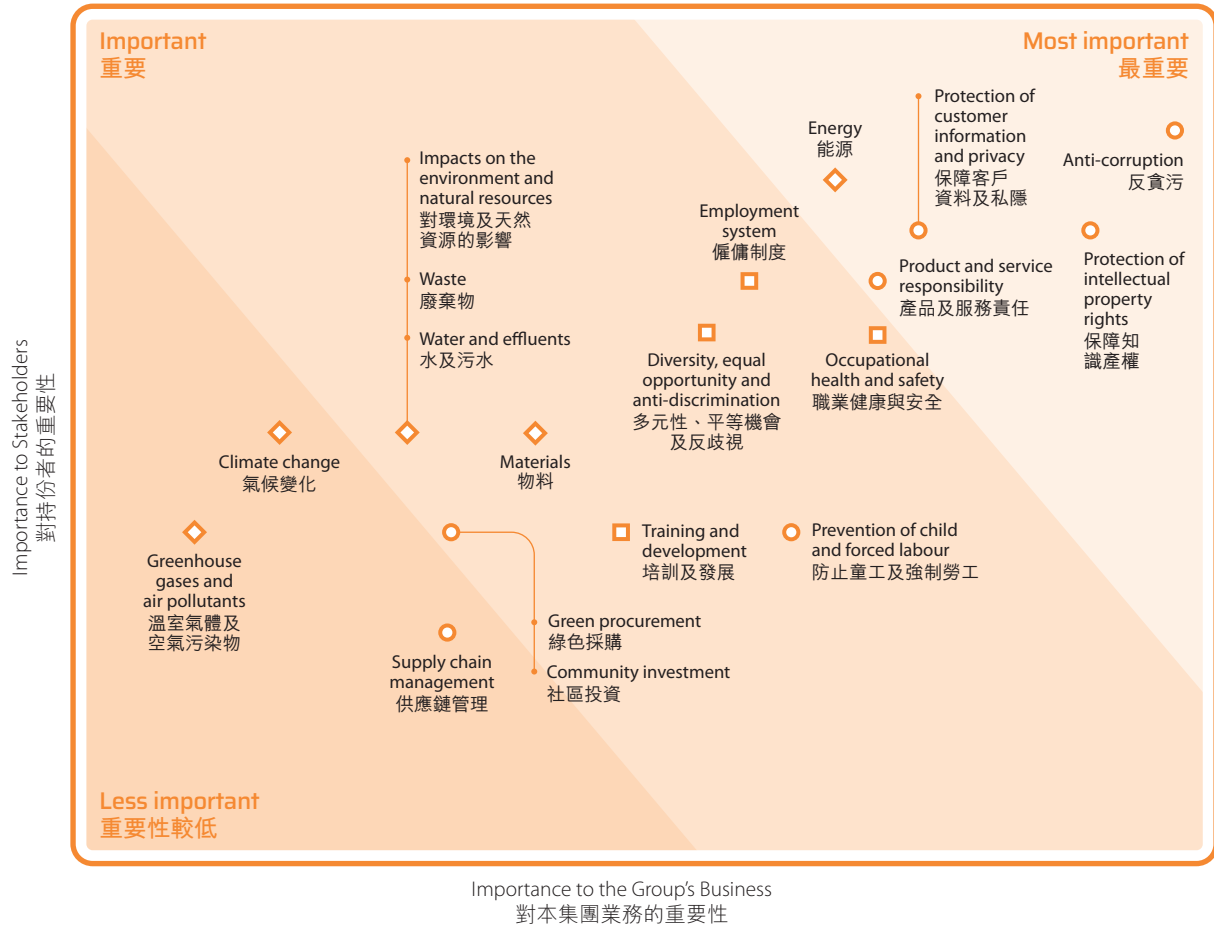 Important
重要
Most important
最重要
Protection of
customer
information
and privacy
保障客戶
資料及私隱
Energy
能源
Anti-corruption
反貪污
Impacts on the
environment and
natural resources
對環境及天然
資源的影響
Employment
system
僱傭制度
Product and service
responsibility
產品及服務責任
Protection of
intellectual
property
rights
保障知
識產權
Waste
廢棄物
Water and effluents
水及污水
Diversity, equal
opportunity and
anti-discrimination
多元性、平等機會
及反歧視
Occupational
health and safety
職業健康與安全
Climate change
氣候變化
Materials
物料
Greenhouse
gases and
air pollutants
溫室氣體及
空氣污染物
Training and
development
培訓及發展
Prevention of child
and forced labour
防止童工及強制勞工
Green procurement
綠色採購
Supply chain
management
供應鏈管理
Community investment
社區投資
Less important
重要性較低
Importance to Stakeholders
對持份者的重要性
Importance to the Group's Business
對本集團業務的重要性